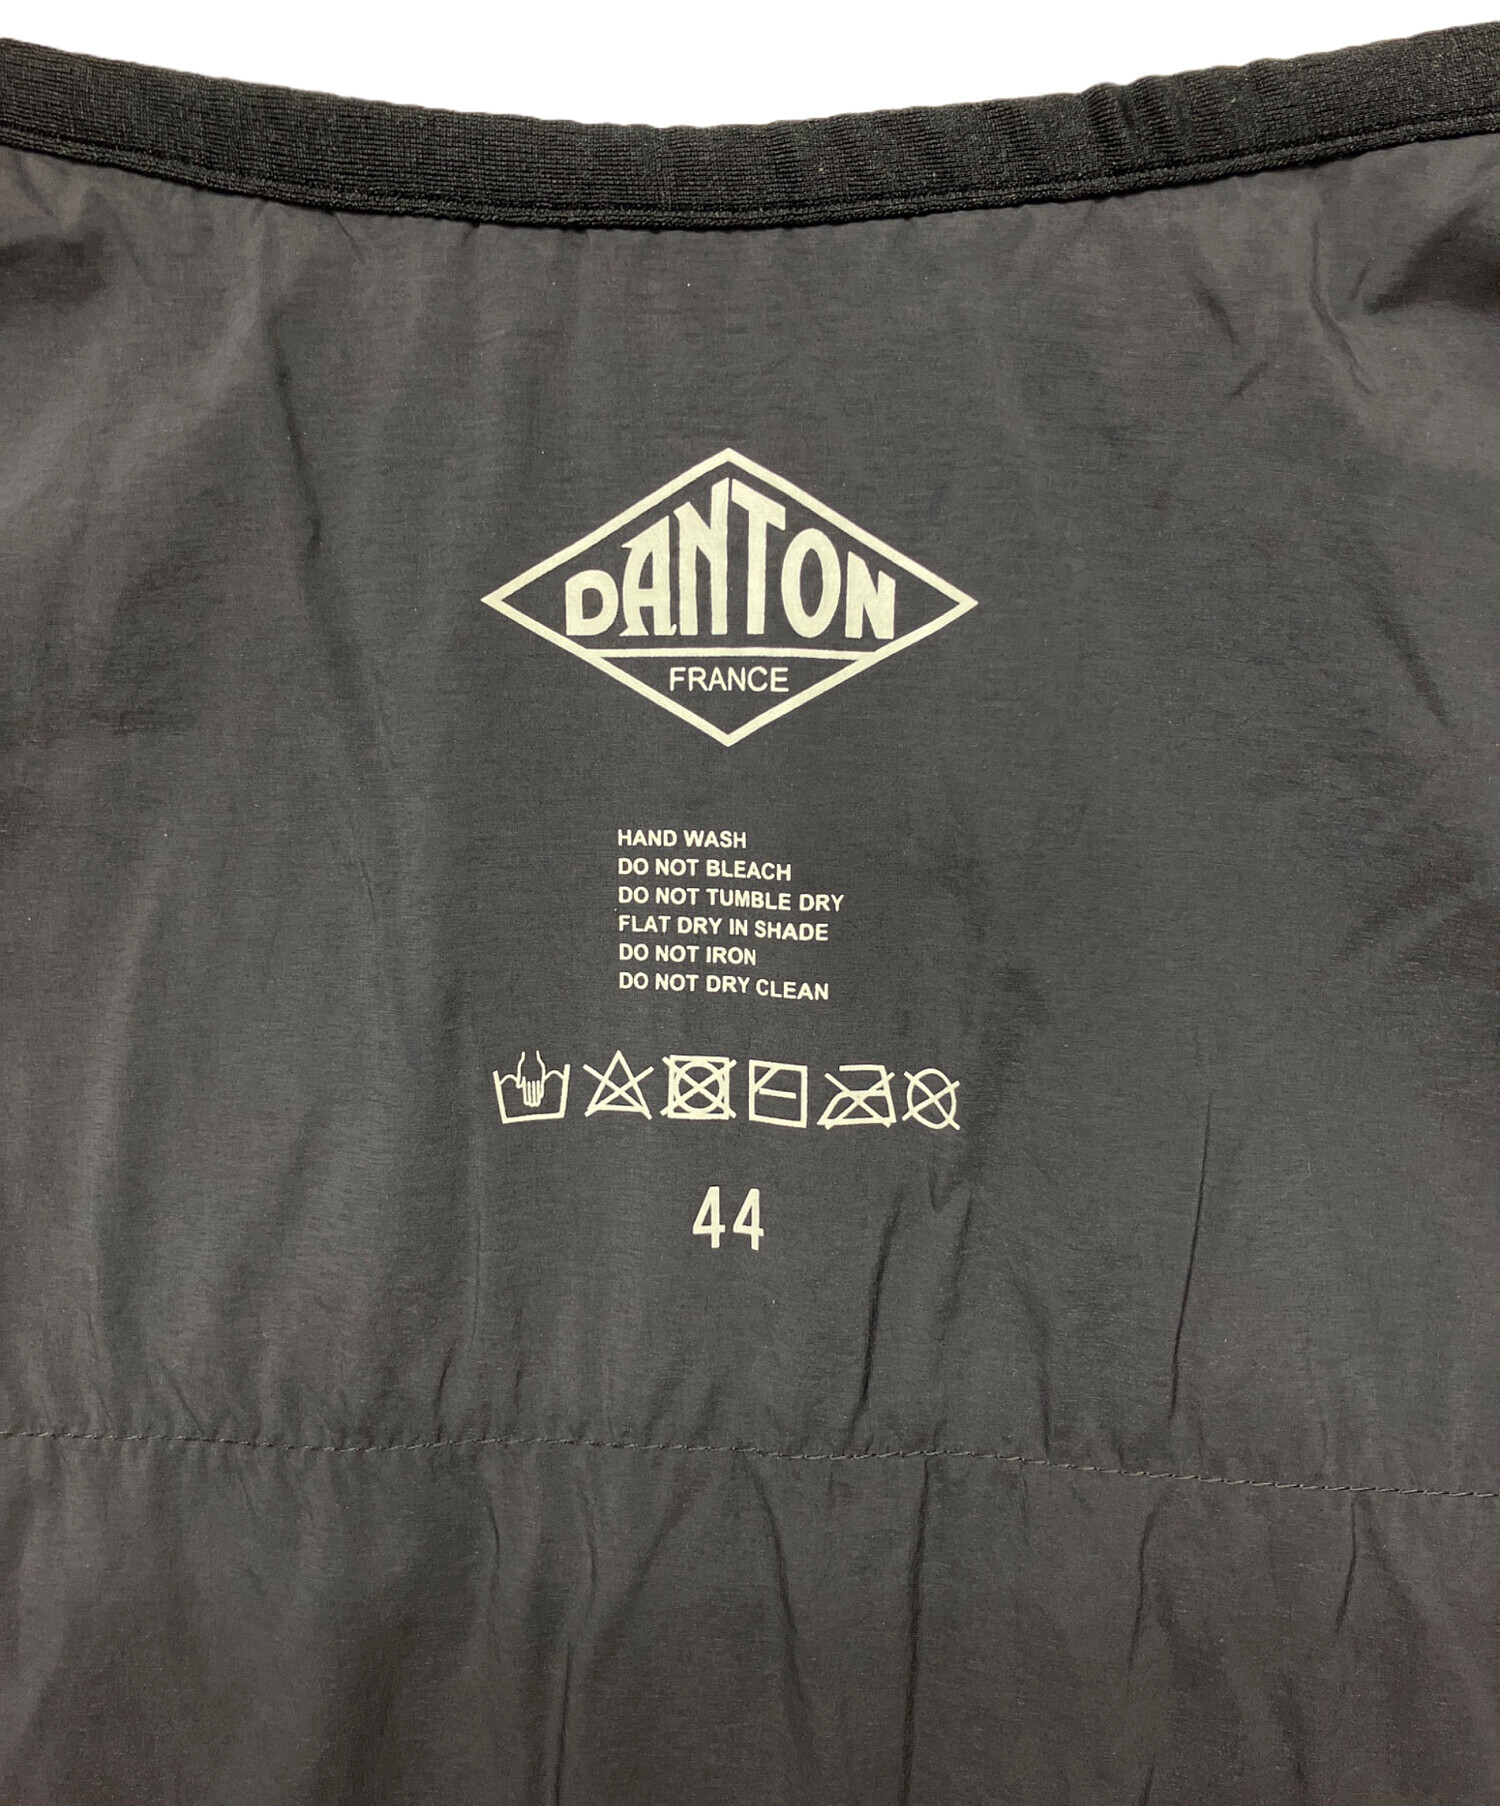 DANTON
FRANCE
HAND WASH
DO NOT BLEACH
DO NOT TUMBLE DRY
FLAT DRY IN SHADE
DO NOT IRON
DO NOT DRY CLEAN
44